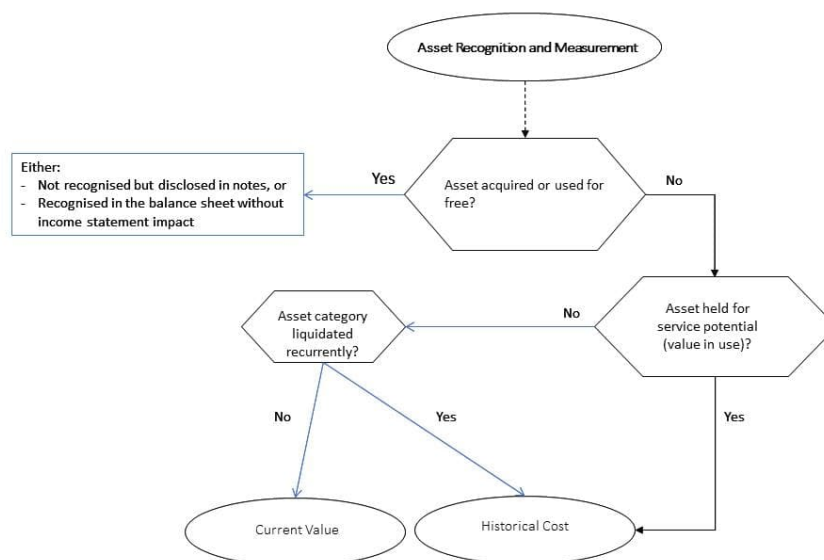 Asset Recognition and Measurement
Either:
- Not recognised but disclosed in notes, or
- Recognised in the balance sheet without
income statement impact
Yes
Asset acquired or used for
free?
No
Asset category
liquidated
recurrently?
No
Asset held for
service potential
(value in use)?
No
Yes
Yes
Current Value
Historical Cost